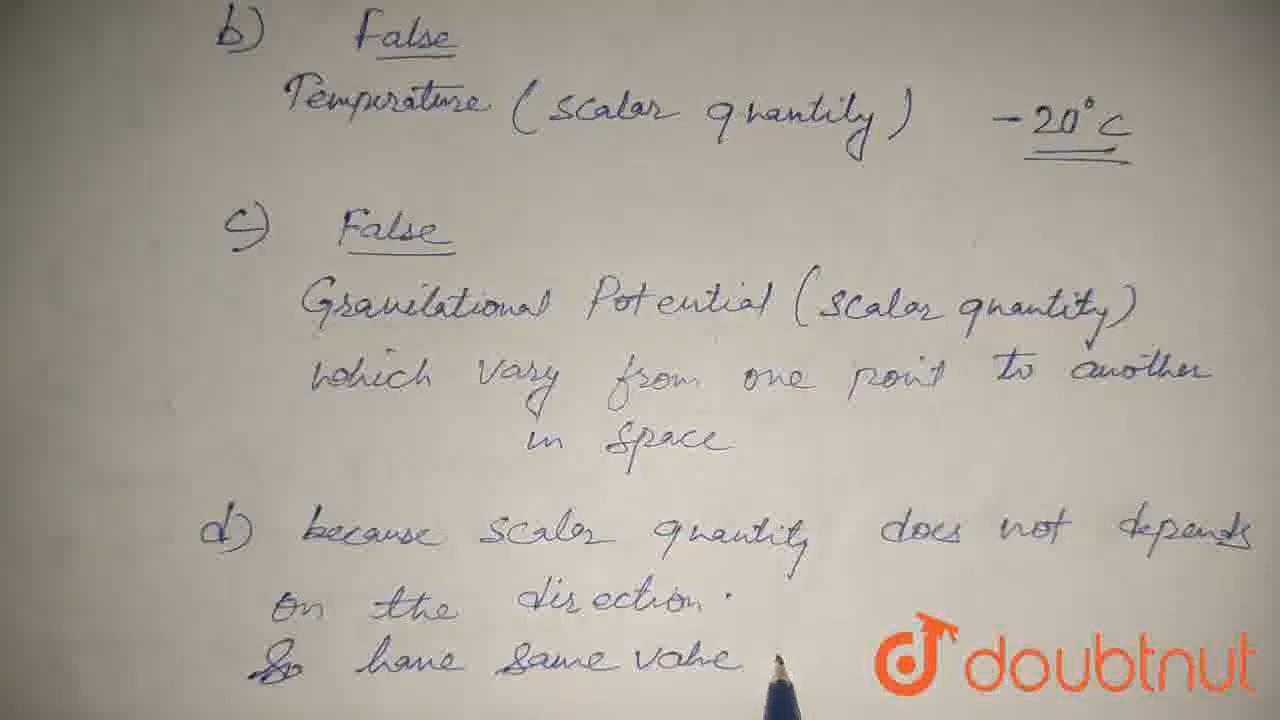 b) False
Temperature (scalar quantity) -20°C
c) False
Gravitational Potential (scalar quantity)
which vary from one point to another
in space
d) because scalar quantity does not depends
on the direction.
So have same value
doubtnut